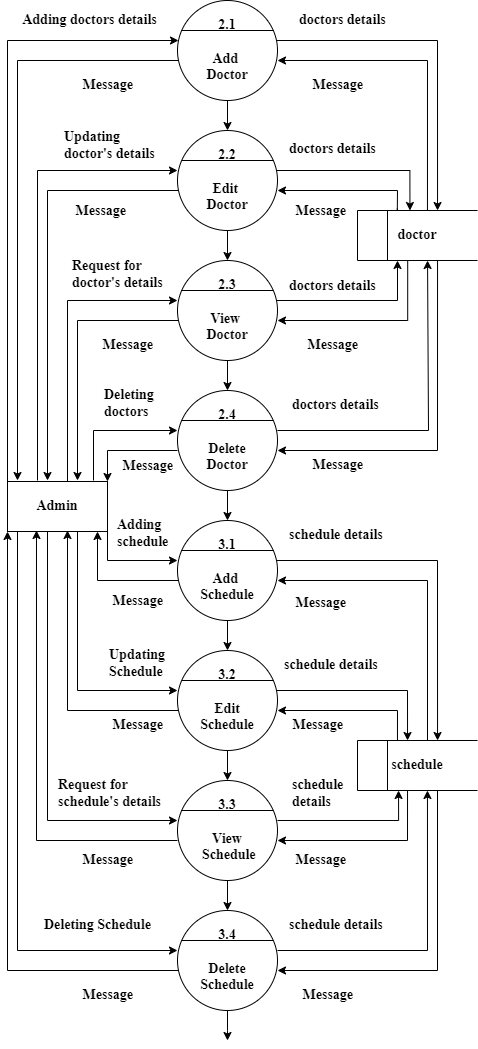 Adding doctors details
2.1
doctors details
Add
Doctor
Message
Message
Updating
doctor's details
2.2
doctors details
Edit
Doctor
Message
Message
doctor
Request for
doctor's details
2.3
doctors details
View
Doctor
Message
Message
Deleting
doctors
2.4
doctors details
Delete
Doctor
Message
Message
Admin
Adding
schedule
3.1
schedule details
Add
Schedule
Message
Message
Updating
Schedule
3.2
schedule details
Edit
Schedule
Message
Message
schedule
Request for
schedule's details
3.3
schedule
details
View
Schedule
Message
Message
Deleting Schedule
3.4
schedule details
Delete
Schedule
Message
Message